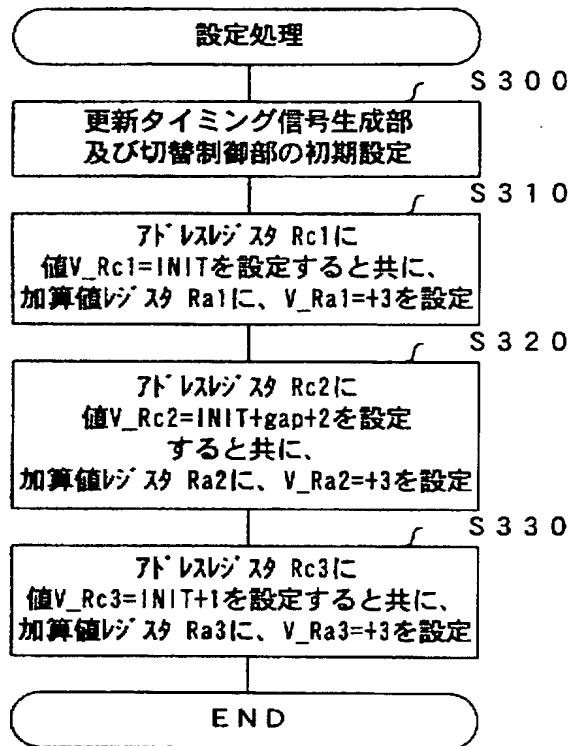 設定処理
S300
更新タイミング信号生成部
及び切替制御部の初期設定
S310
ｱﾄﾞﾚｽﾚｼﾞｽﾀ Rc1に
値V_Rc1=INITを設定すると共に、
加算値ﾚｼﾞｽﾀ Ra1に、V_Ra1=+3を設定
S320
ｱﾄﾞﾚｽﾚｼﾞｽﾀ Rc2に
値V_Rc2=INIT+gap+2を設定
すると共に、
加算値ﾚｼﾞｽﾀ Ra2に、V_Ra2=+3を設定
S330
ｱﾄﾞﾚｽﾚｼﾞｽﾀ Rc3に
値V_Rc3=INIT+1を設定すると共に、
加算値ﾚｼﾞｽﾀ Ra3に、V_Ra3=+3を設定
END